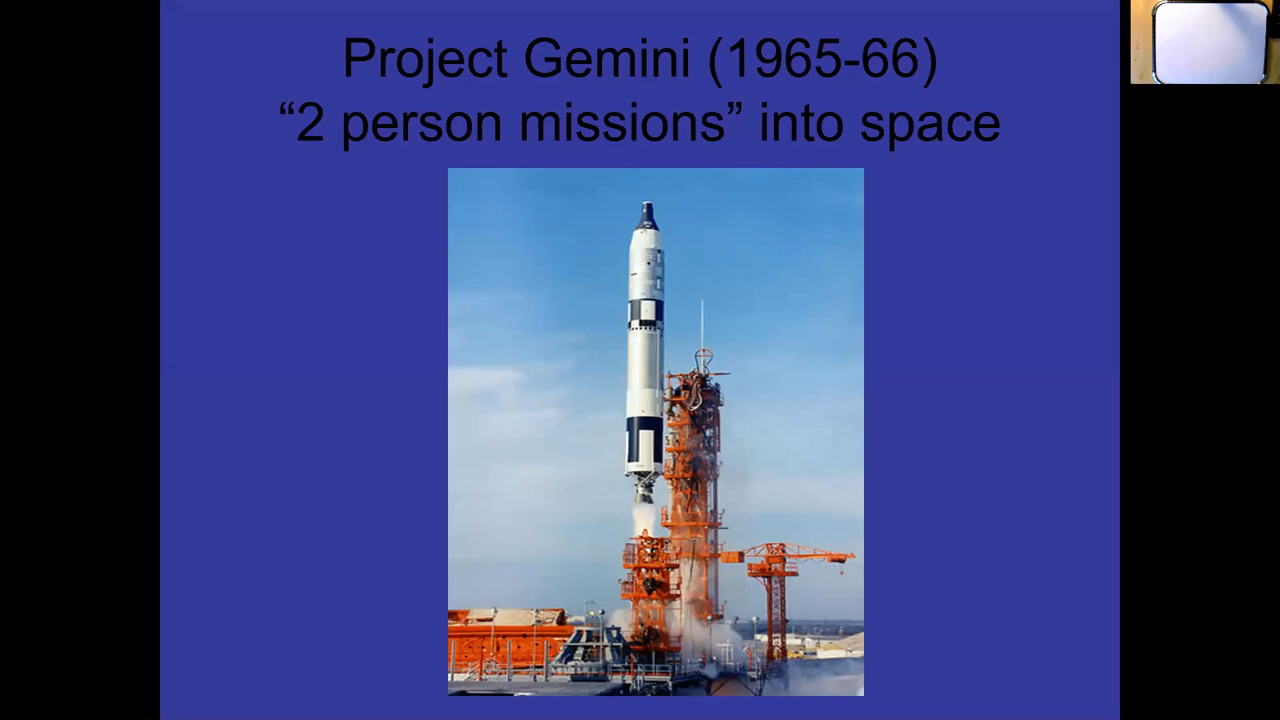 Project Gemini (1965-66)
“2 person missions” into space